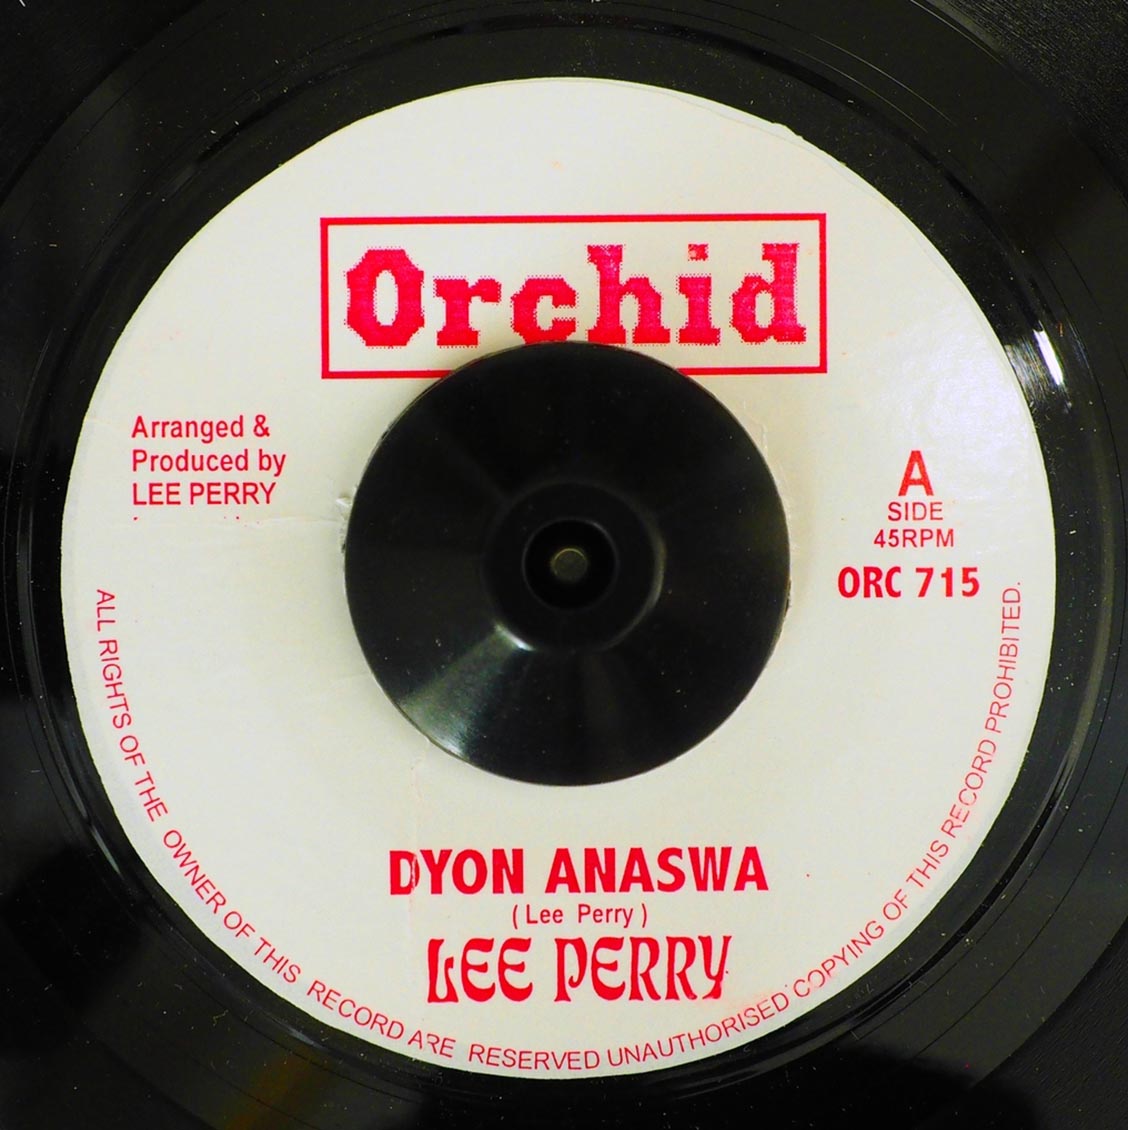 Orchid
Arranged &
Produced by
LEE PERRY
A
SIDE
45RPM
ORC 715
DYON ANASWA
( Lee Perry )
LEE PERRY
ALL RIGHTS OF THE OWNER OF THIS RECORD ARE RESERVED UNAUTHORISED COPYING OF THIS RECORD PROHIBITED.